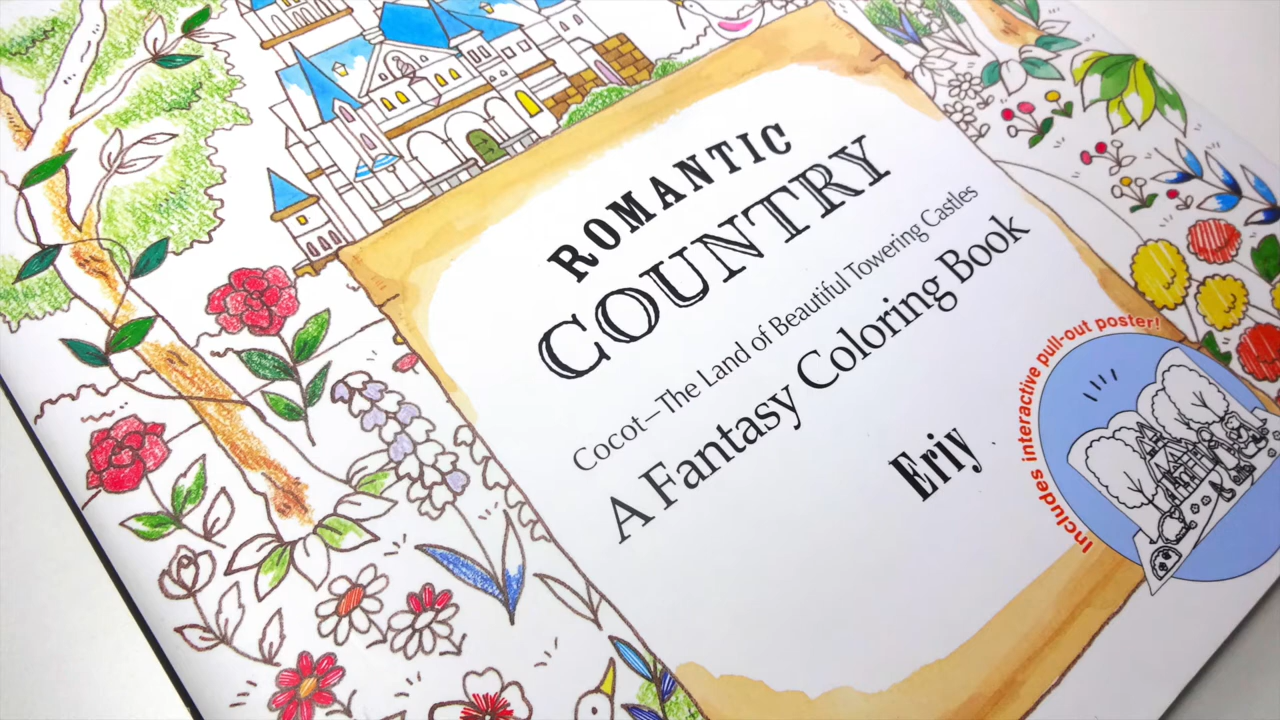 ROMANTIC
COUNTRY
Cocot–The Land of Beautiful Towering Castles
A Fantasy Coloring Book
Eriy
Includes interactive pull-out poster!